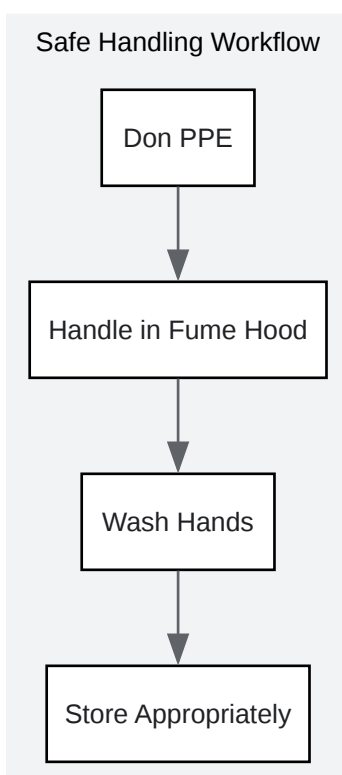 Safe Handling Workflow
Don PPE
Handle in Fume Hood
Wash Hands
Store Appropriately